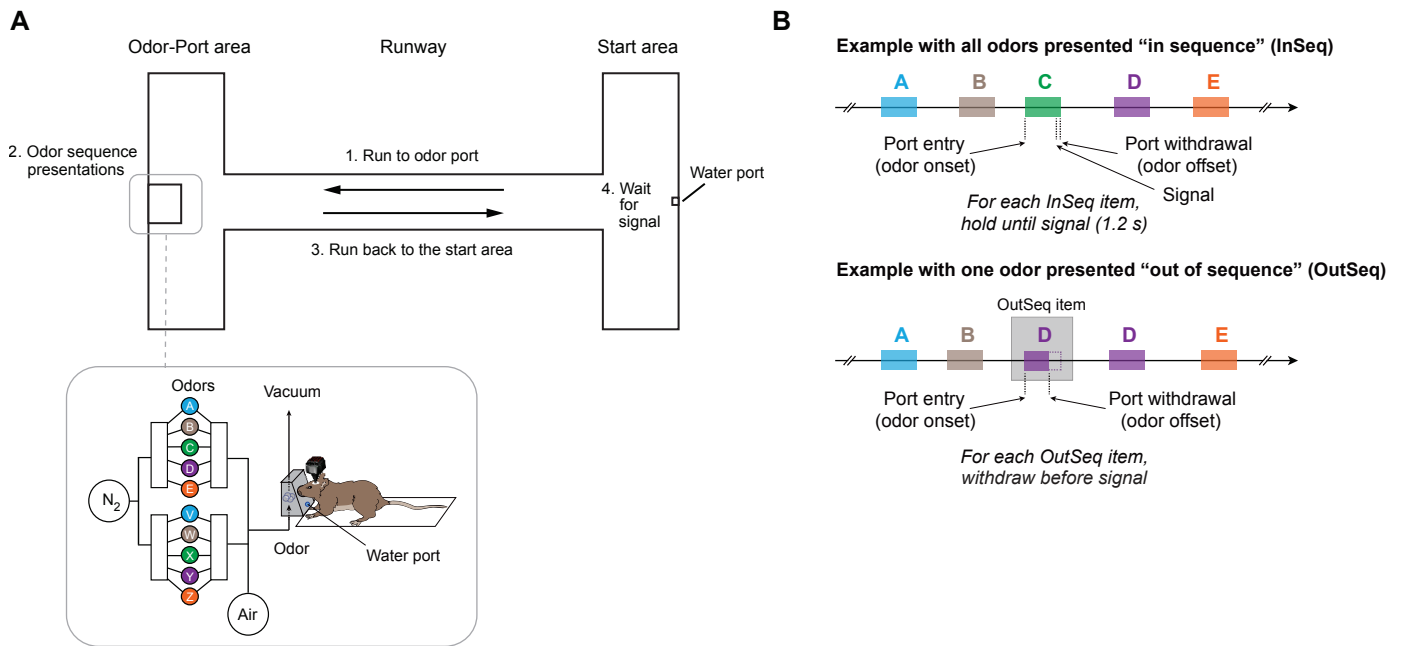 A
Odor-Port area
Runway
Start area
2. Odor sequence
presentations
1. Run to odor port
4. Wait
for
signal
Water port
3. Run back to the start area
Odors
A
B
C
D
E
V
W
X
Y
Z
N2
Air
Vacuum
Odor
Water port
B
Example with all odors presented “in sequence” (InSeq)
A B C D E
Port entry
(odor onset)
Port withdrawal
(odor offset)
Signal
For each InSeq item,
hold until signal (1.2 s)
Example with one odor presented “out of sequence” (OutSeq)
OutSeq item
A B D D E
Port entry
(odor onset)
Port withdrawal
(odor offset)
For each OutSeq item,
withdraw before signal